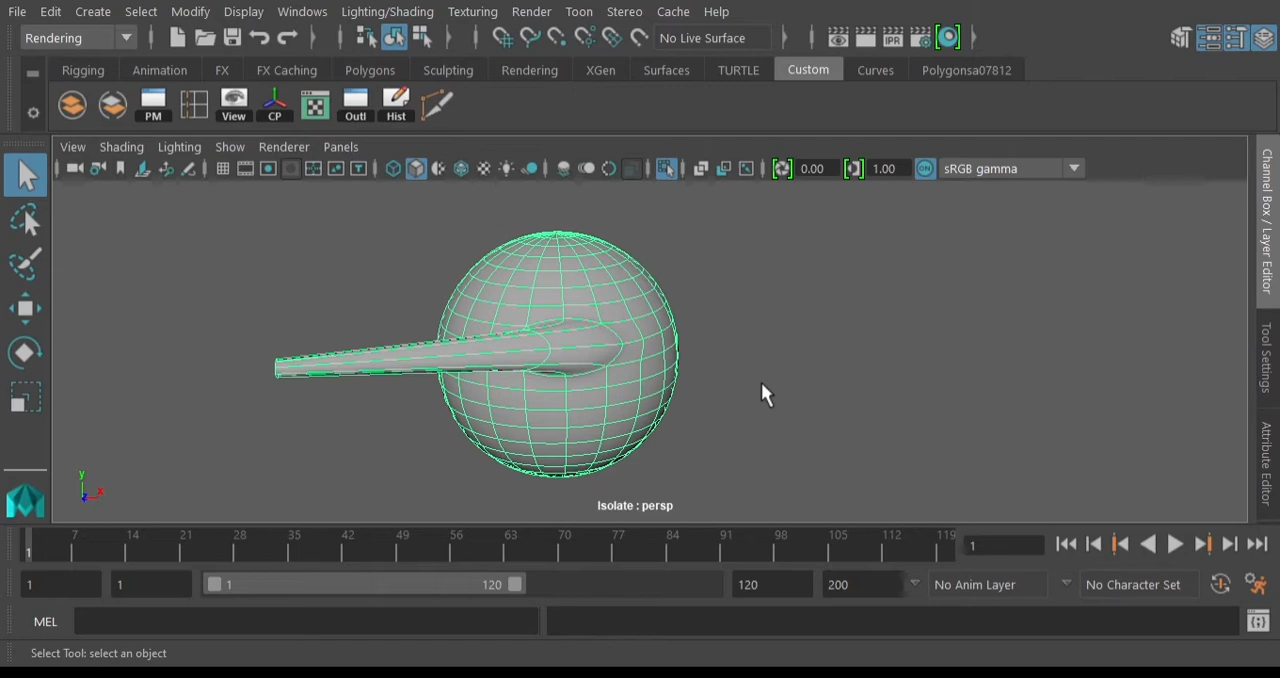 File Edit Create Select Modify Display Windows Lighting/Shading Texturing Render Toon Stereo Cache Help
Rendering No Live Surface IPR
Rigging Animation FX FX Caching Polygons Sculpting Rendering XGen Surfaces TURTLE Custom Curves Polygonsa07812
PM View CP Outl Hist
View Shading Lighting Show Renderer Panels
0.00 1.00 ON sRGB gamma
Channel Box / Layer Editor
Tool Settings
Attribute Editor
y
z x
Isolate : persp
1 7 14 21 28 35 42 49 56 63 70 77 84 91 98 105 112 119 1
1 1 1 120 120 200 No Anim Layer No Character Set
MEL
Select Tool: select an object